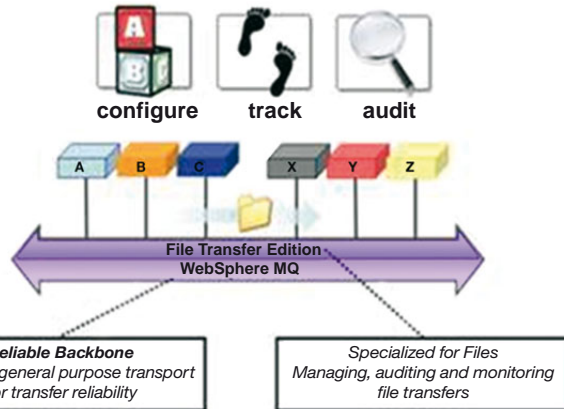 A
B
configure track audit
A B C X Y Z
File Transfer Edition
WebSphere MQ
eliable Backbone
general purpose transport
r transfer reliability
Specialized for Files
Managing, auditing and monitoring
file transfers